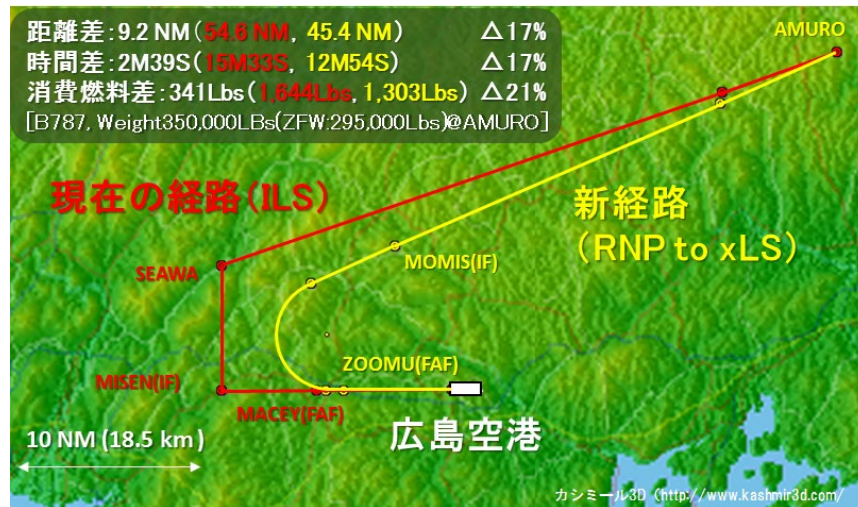 距離差:9.2 NM(54.6 NM, 45.4 NM) △17%
時間差:2M39S(15M33S, 12M54S) △17%
消費燃料差:341Lbs(1,644Lbs, 1,303Lbs) △21%
[B787, Weight350,000LBs(ZFW:295,000Lbs)@AMURO]
AMURO
現在の経路(ILS)
新経路
(RNP to xLS)
MOMIS(IF)
SEAWA
ZOOMU(FAF)
MISEN(IF)
MACEY(FAF)
広島空港
10 NM (18.5 km)
カシミール3D (http://www.kashmir3d.com/